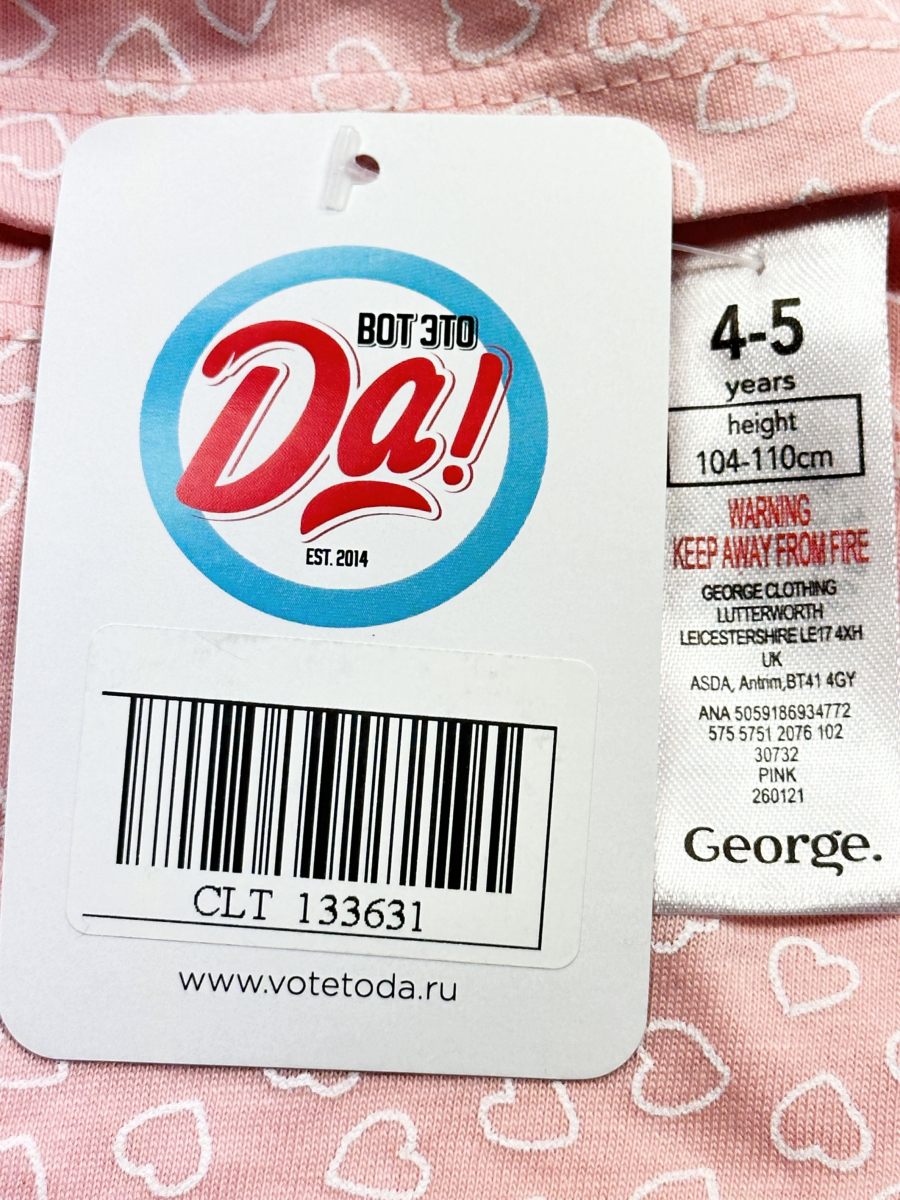 ВОТ ЭТО
Да!
EST. 2014
CLT 133631
www.votetoda.ru
4-5
years
height
104-110cm
WARNING
KEEP AWAY FROM FIRE
GEORGE CLOTHING
LUTTERWORTH
LEICESTERSHIRE LE17 4XH
UK
ASDA, Antrim,BT41 4GY
ANA 5059186934772
575 5751 2076 102
30732
PINK
260121
George.